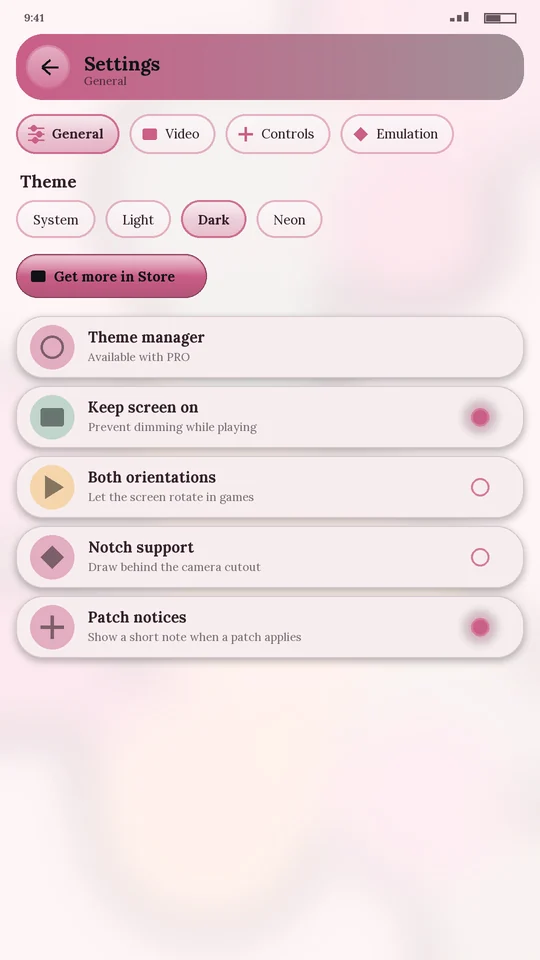 9:41
Settings
General
General
Video
Controls
Emulation
Theme
System
Light
Dark
Neon
Get more in Store
Theme manager
Available with PRO
Keep screen on
Prevent dimming while playing
Both orientations
Let the screen rotate in games
Notch support
Draw behind the camera cutout
Patch notices
Show a short note when a patch applies